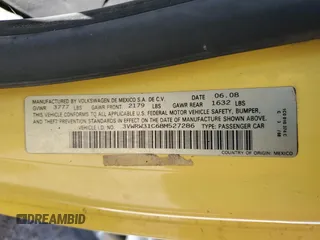 MANUFACTURED BY VOLKSWAGEN DE MEXICO S.A. DE C.V. DATE 06.08
GVWR 3777 LBS GAWR FRONT 2179 LBS GAWR REAR 1632 LBS
THIS VEHICLE CONFORMS TO ALL APPLICABLE FEDERAL MOTOR VEHICLE SAFETY, BUMPER,
AND THEFT PREVENTION STANDARDS IN EFFECT ON THE DATE OF MANUFACTURE SHOWN ABOVE.
VEHICLE ID. NO.: TYPE: PASSENGER CAR
COUNTRY OF ORIGIN: MEXICO
DREAMBID